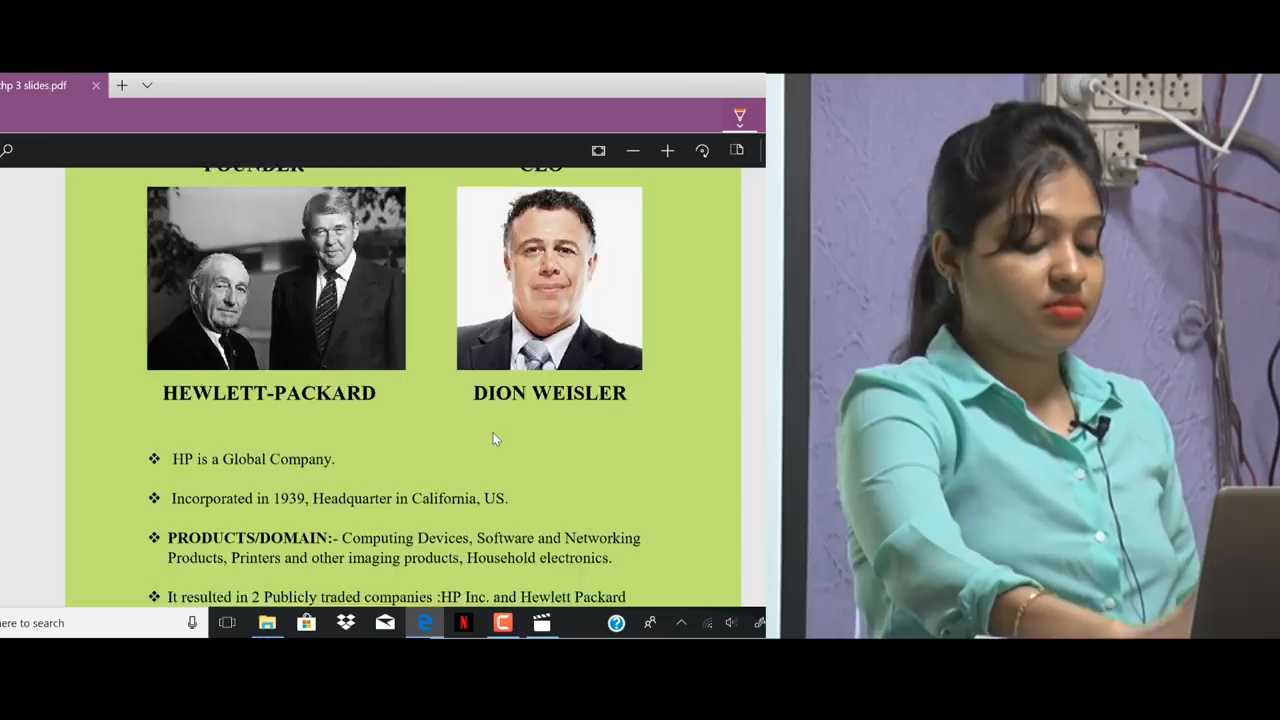 hp 3 slides.pdf
FOUNDER
CEO
HEWLETT-PACKARD
DION WEISLER
❖ HP is a Global Company.
❖ Incorporated in 1939, Headquarter in California, US.
❖ PRODUCTS/DOMAIN:- Computing Devices, Software and Networking
Products, Printers and other imaging products, Household electronics.
❖ It resulted in 2 Publicly traded companies :HP Inc. and Hewlett Packard
here to search